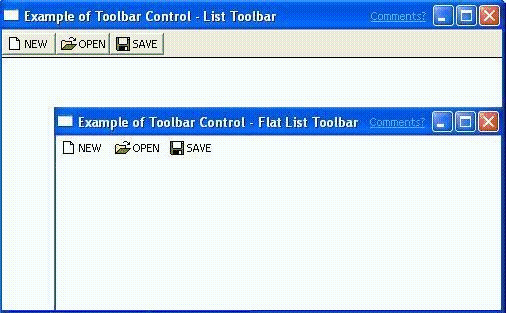 Example of Toolbar Control - List Toolbar Comments?
NEW OPEN SAVE
Example of Toolbar Control - Flat List Toolbar Comments?
NEW OPEN SAVE